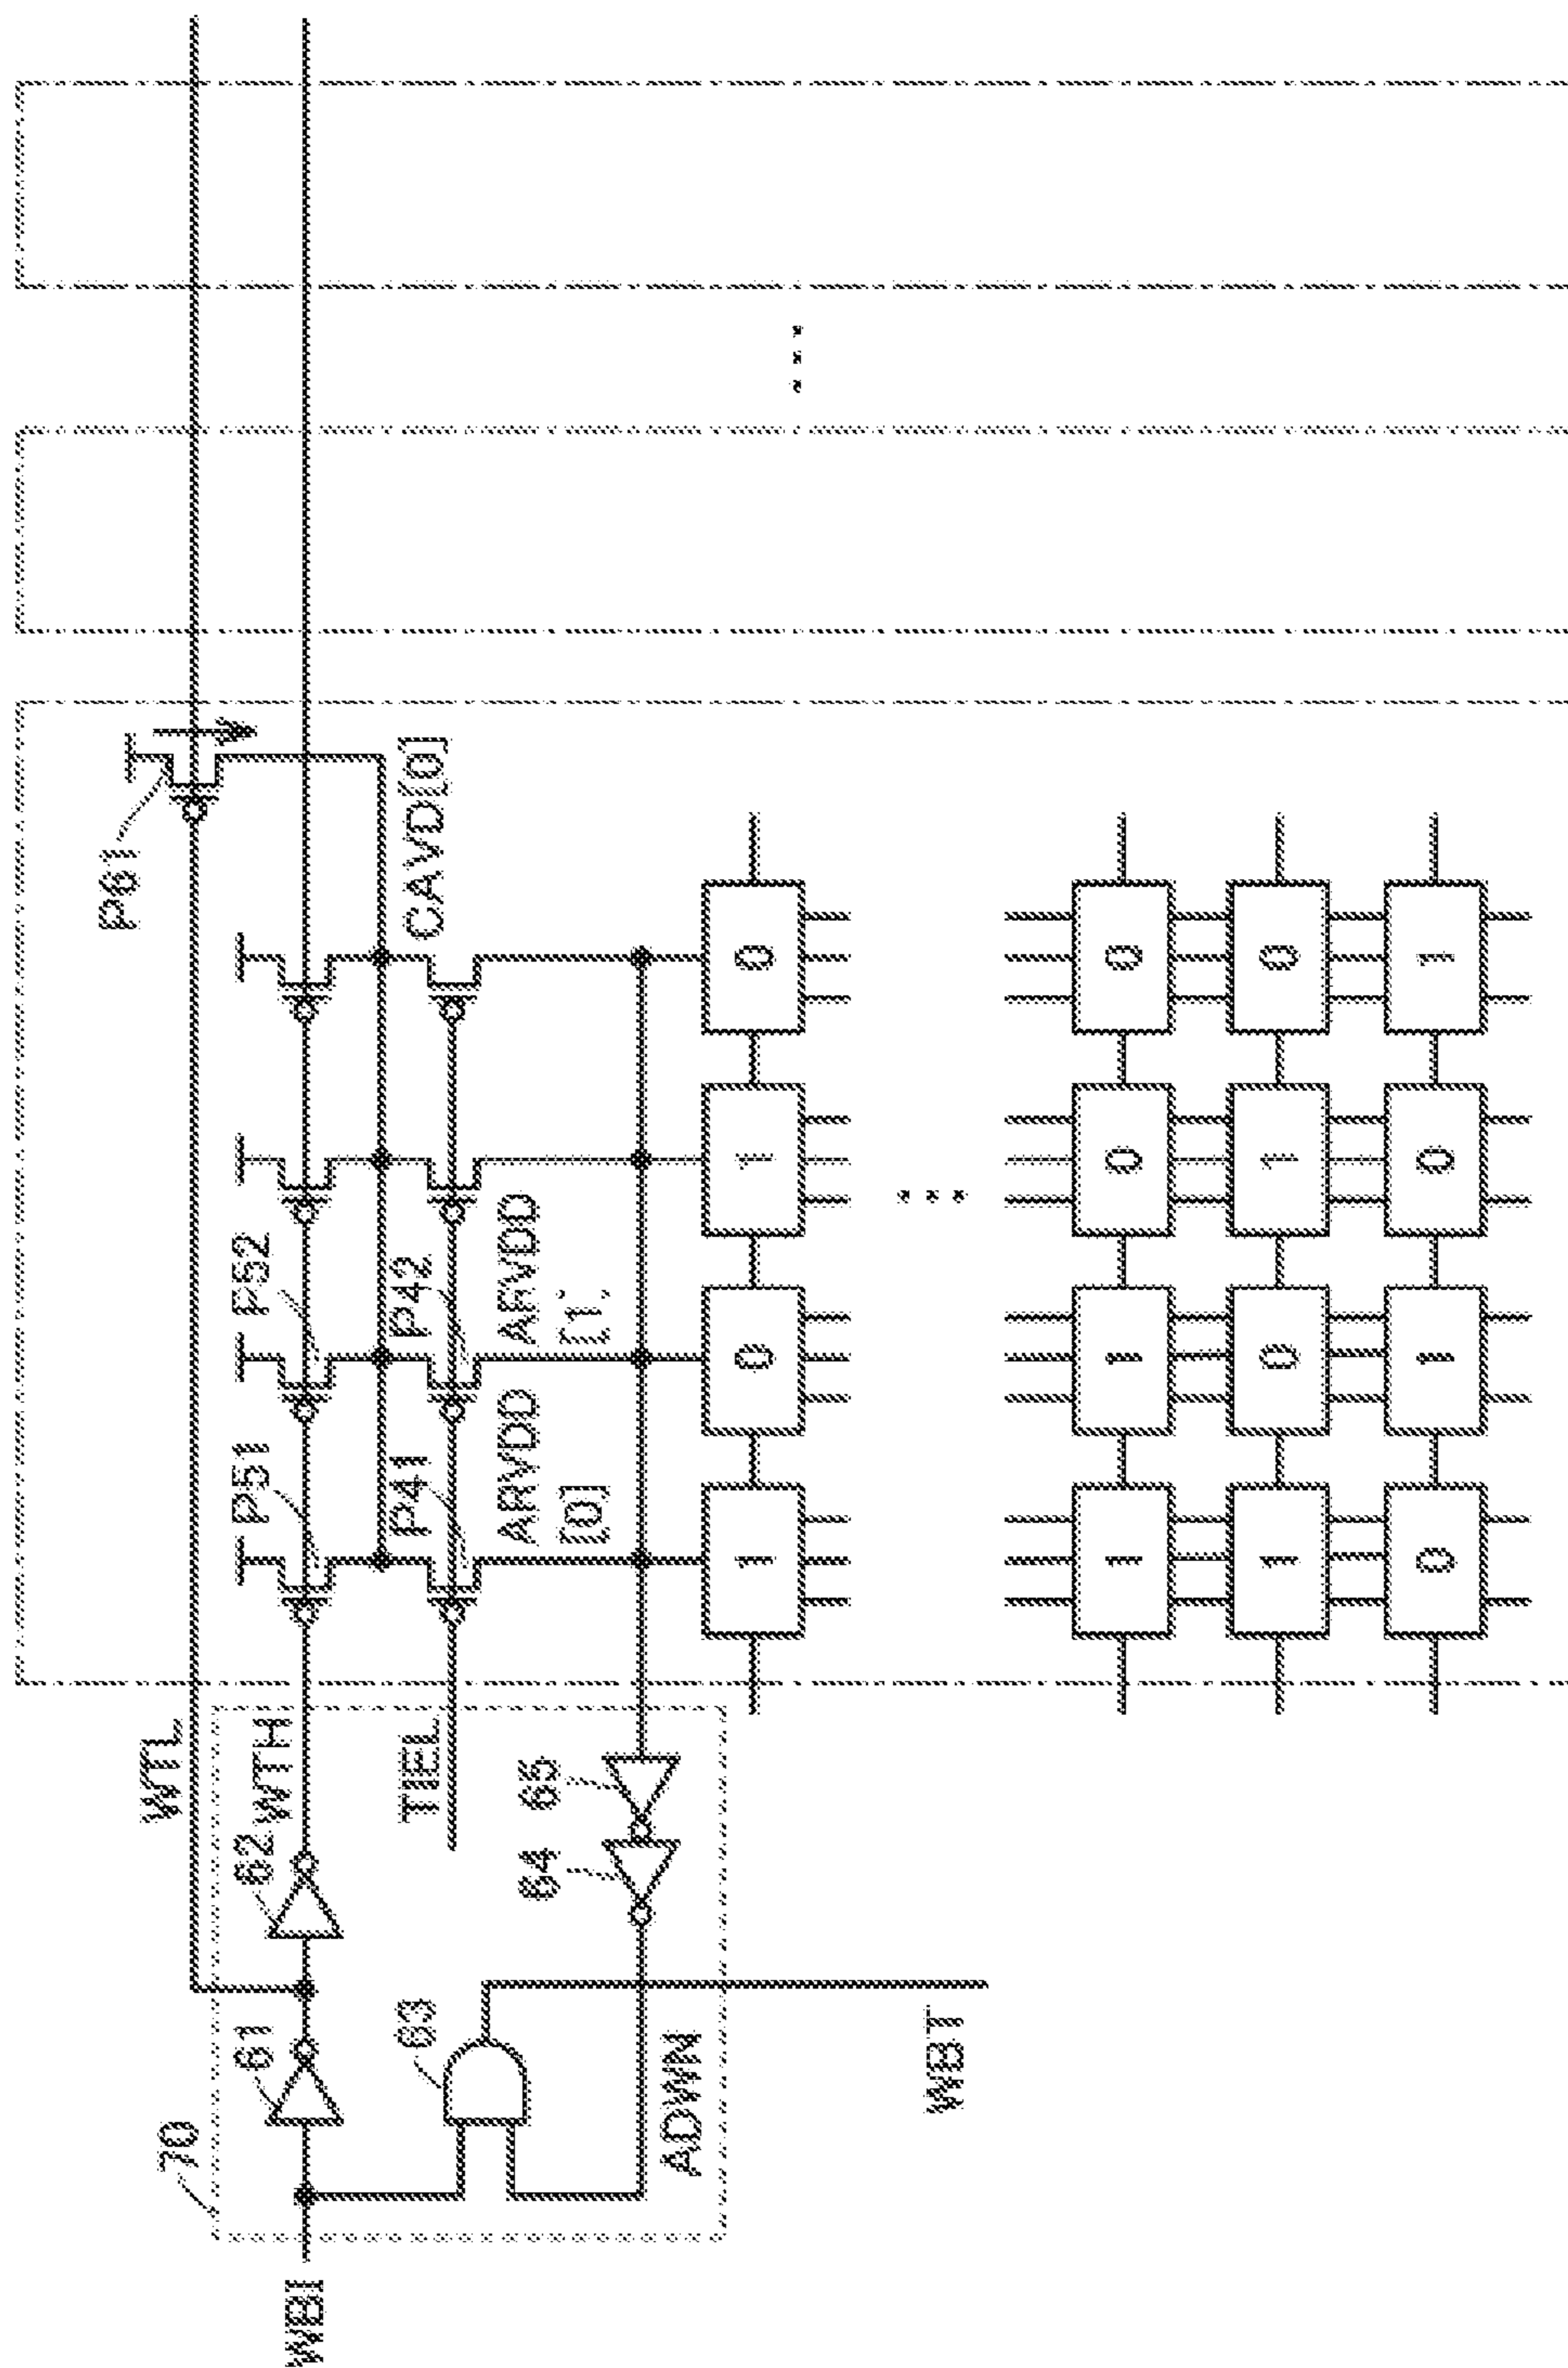 P61
WTL
70
61
62
WTH
P51
P52
WBI
63
TIEL
P41
P42
CAVD[0]
ARVDD
[0]
ARVDD
[1]
64
65
ADWN
1 0 1 0
WBT
1 1 0 0
1 0 1 0
0 1 0 1